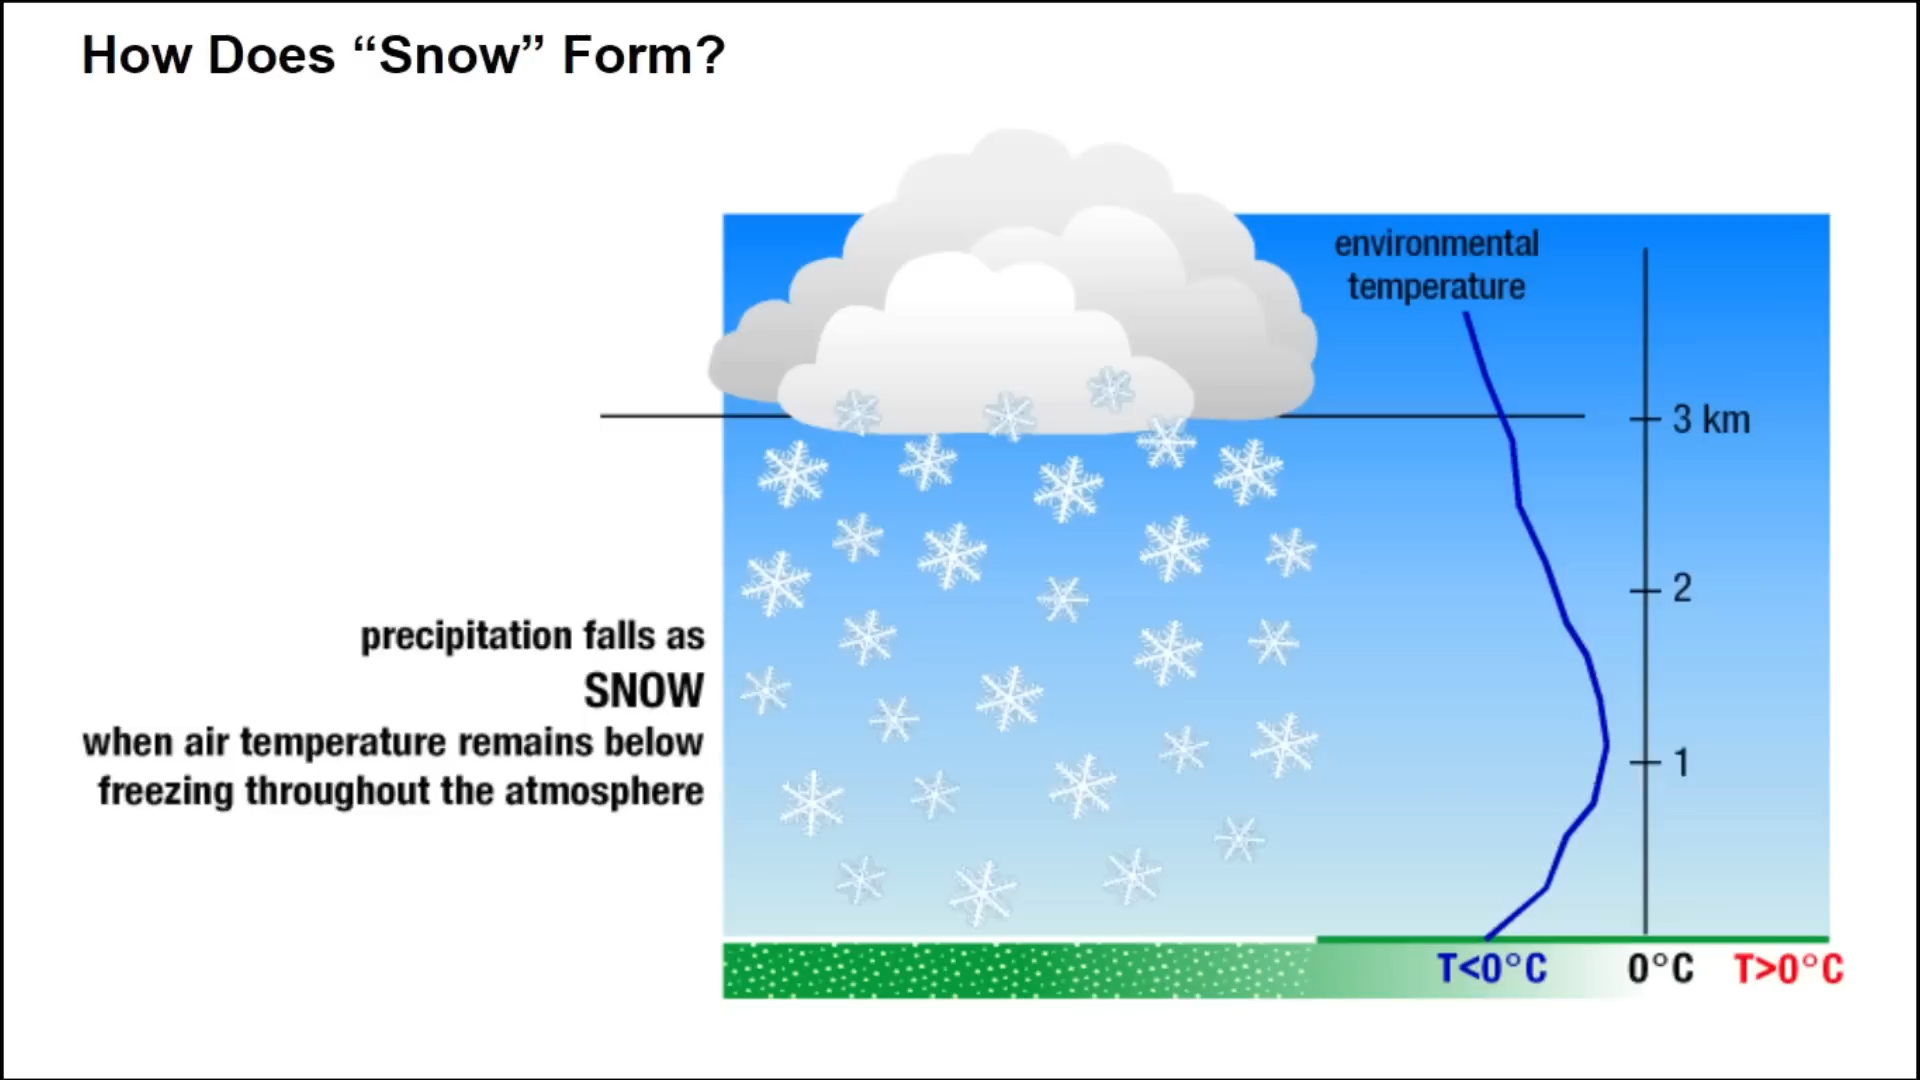 How Does “Snow” Form?
environmental
temperature
3 km
2
precipitation falls as
SNOW
when air temperature remains below
freezing throughout the atmosphere
1
T<0°C
0°C
T>0°C